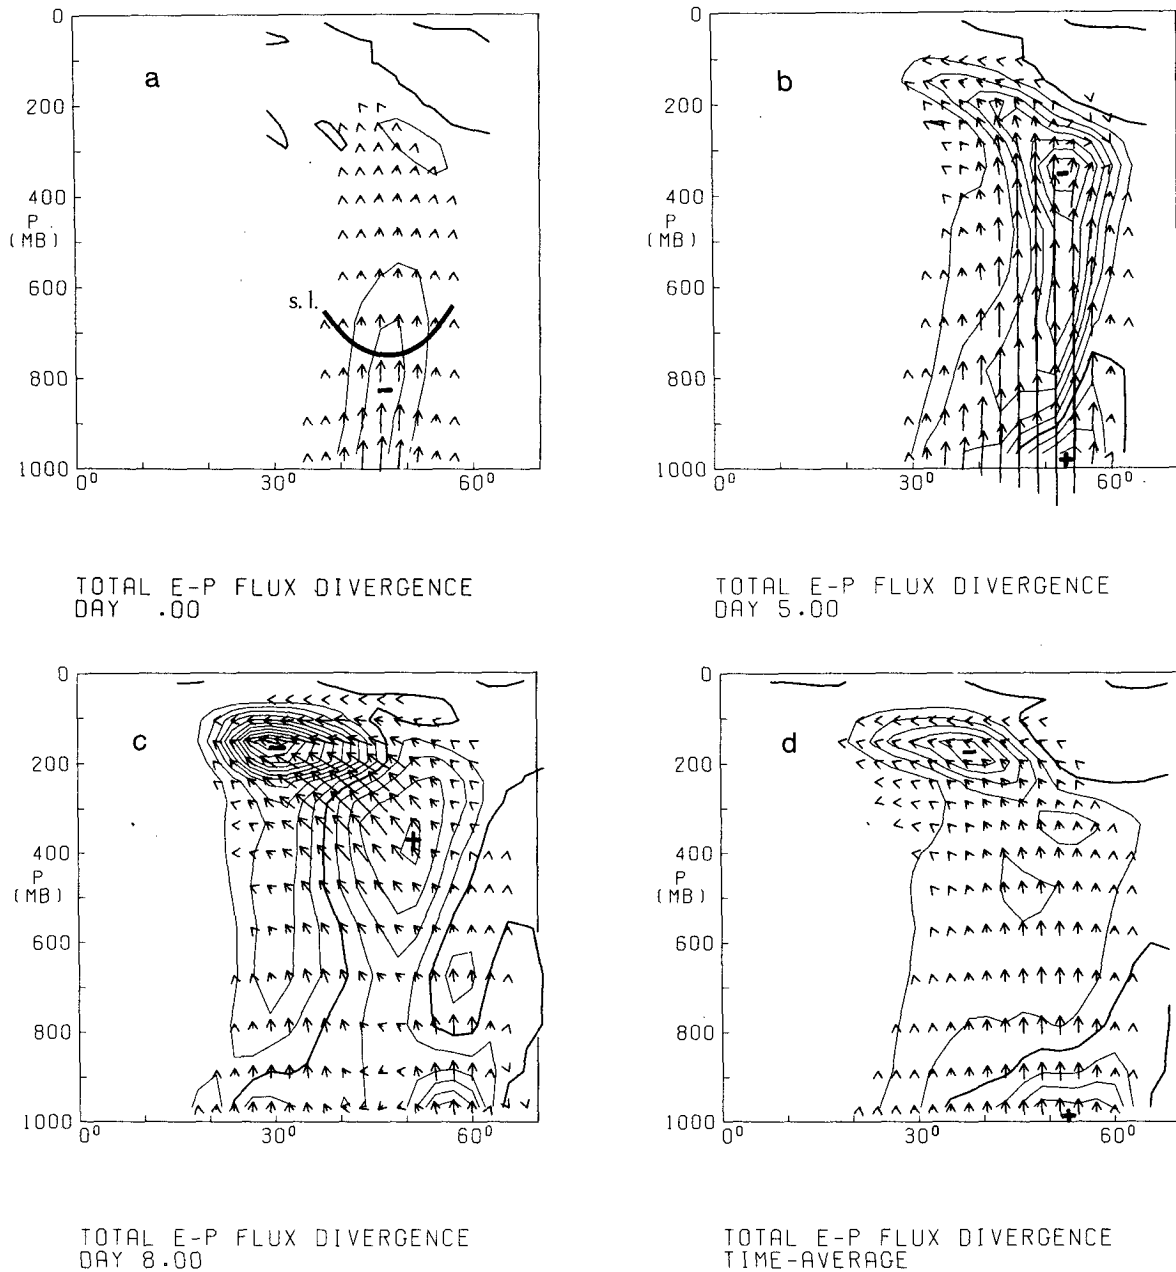 0
a
200
400
P
(MB)
s.l.
600
800
1000
0° 30° 60°
TOTAL E-P FLUX DIVERGENCE
DAY .00
0
b
200
400
P
(MB)
600
800
1000
0° 30° 60°
TOTAL E-P FLUX DIVERGENCE
DAY 5.00
0
c
200
400
P
(MB)
600
800
1000
0° 30° 60°
TOTAL E-P FLUX DIVERGENCE
DAY 8.00
0
d
200
400
P
(MB)
600
800
1000
0° 30° 60°
TOTAL E-P FLUX DIVERGENCE
TIME-AVERAGE